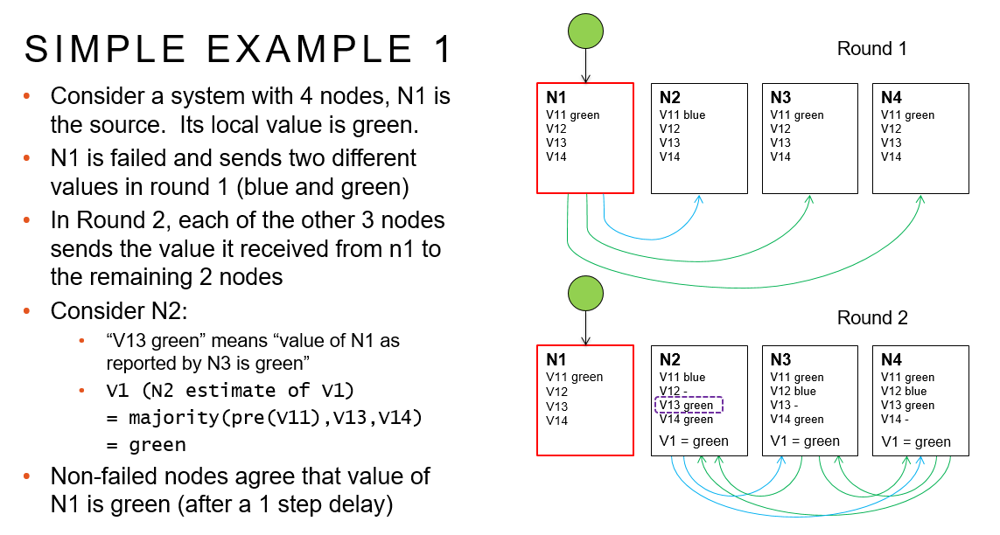 SIMPLE EXAMPLE 1
• Consider a system with 4 nodes, N1 is
the source.  Its local value is green.
• N1 is failed and sends two different
values in round 1 (blue and green)
• In Round 2, each of the other 3 nodes
sends the value it received from n1 to
the remaining 2 nodes
• Consider N2:
• “V13 green” means “value of N1 as
reported by N3 is green”
• V1 (N2 estimate of V1)
= majority(pre(V11),V13,V14)
= green
• Non-failed nodes agree that value of
N1 is green (after a 1 step delay)
Round 1
N1
V11 green
V12
V13
V14
N2
V11 blue
V12
V13
V14
N3
V11 green
V12
V13
V14
N4
V11 green
V12
V13
V14
Round 2
N1
V11 green
V12
V13
V14
N2
V11 blue
V12 -
V13 green
V14 green
V1 = green
N3
V11 green
V12 blue
V13 -
V14 green
V1 = green
N4
V11 green
V12 blue
V13 green
V14 -
V1 = green